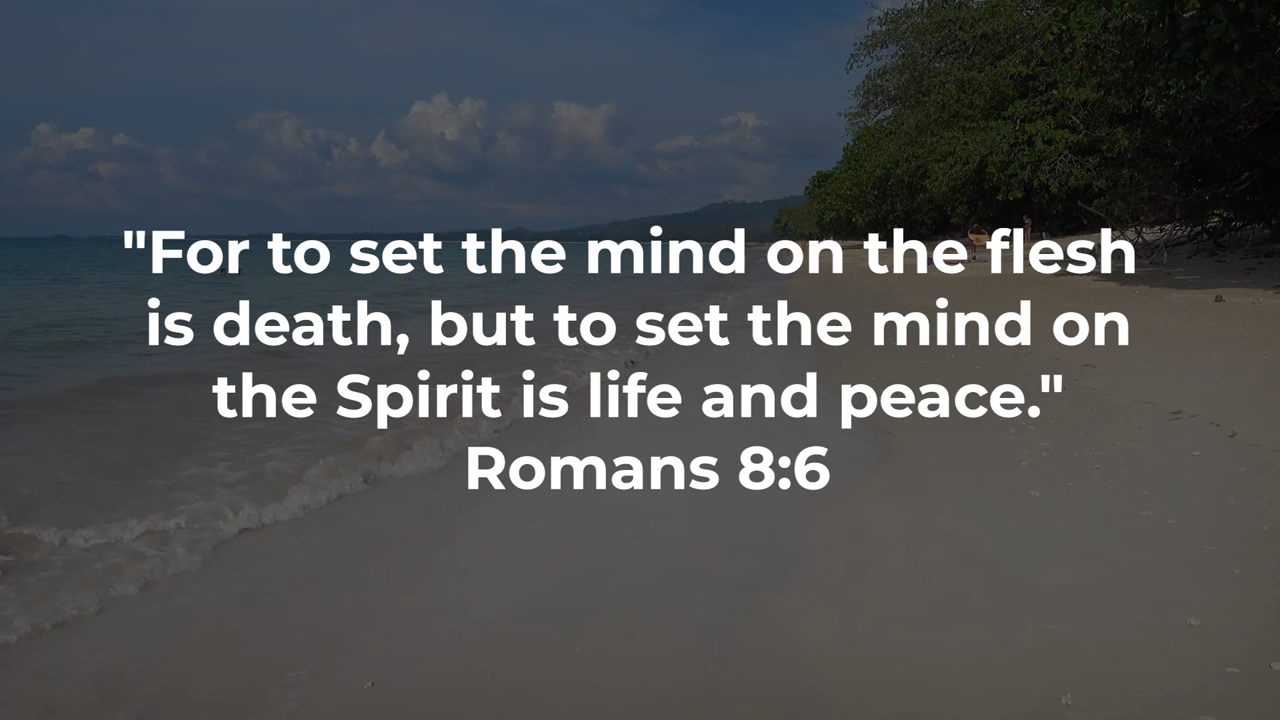 "For to set the mind on the flesh
is death, but to set the mind on
the Spirit is life and peace."
Romans 8:6